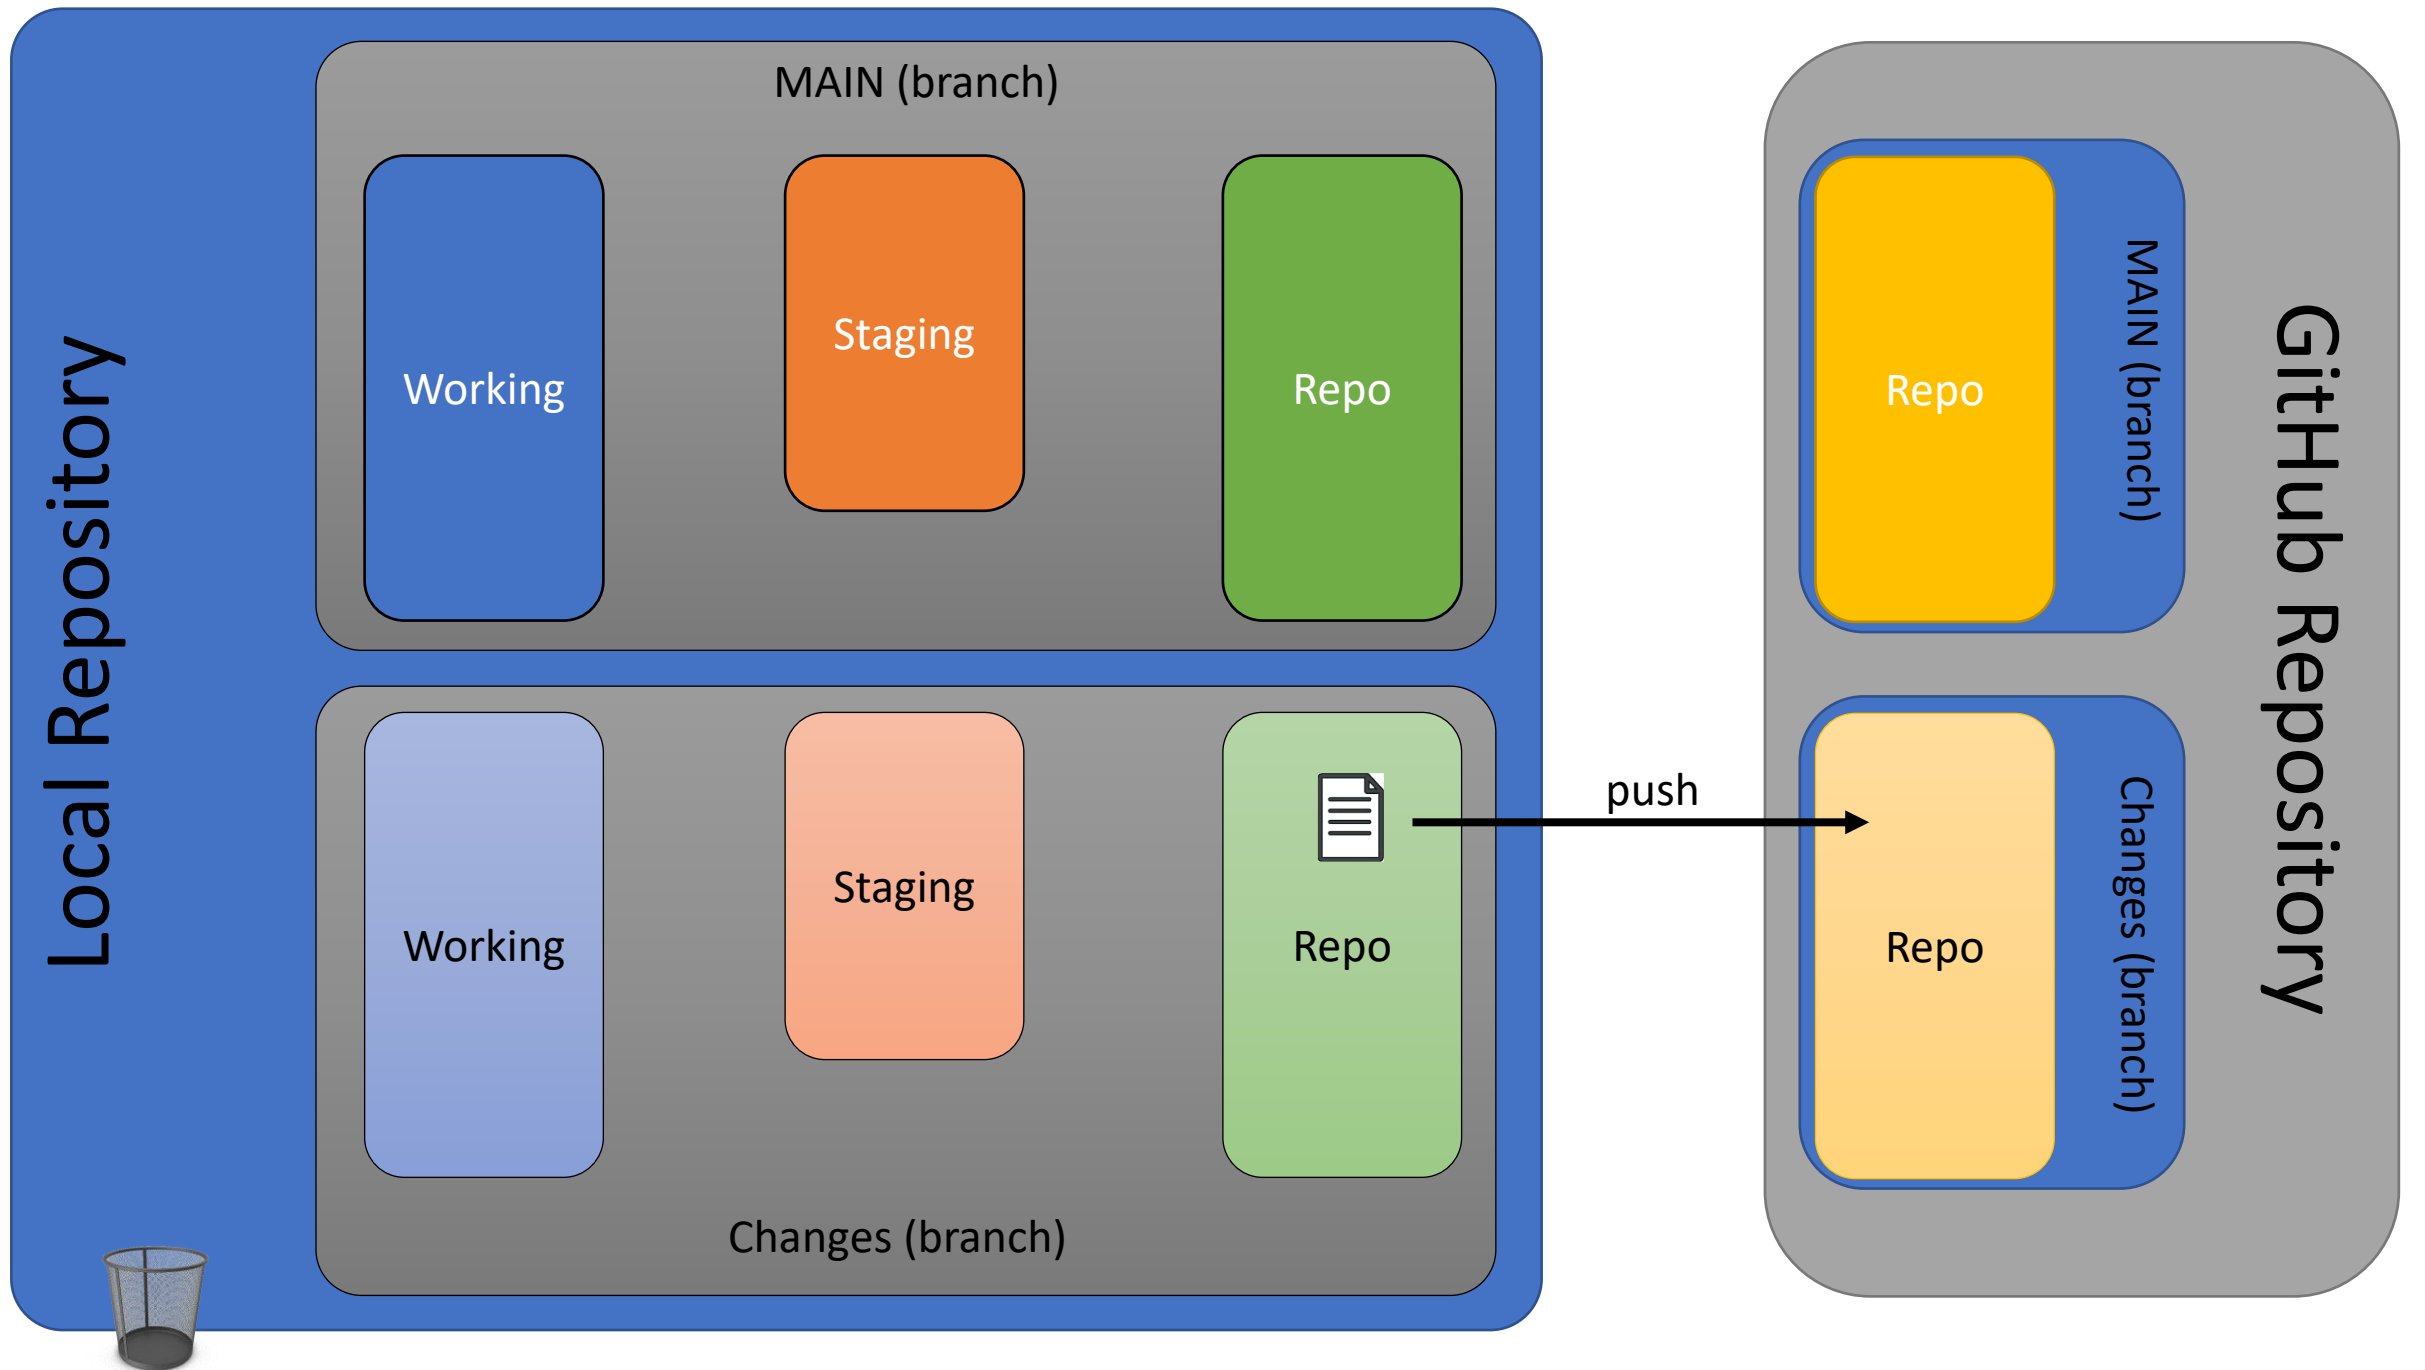 Local Repository
MAIN (branch)
Working
Staging
Repo
Working
Staging
Repo
Changes (branch)
push
Repo
MAIN (branch)
Repo
Changes (branch)
GitHub Repository